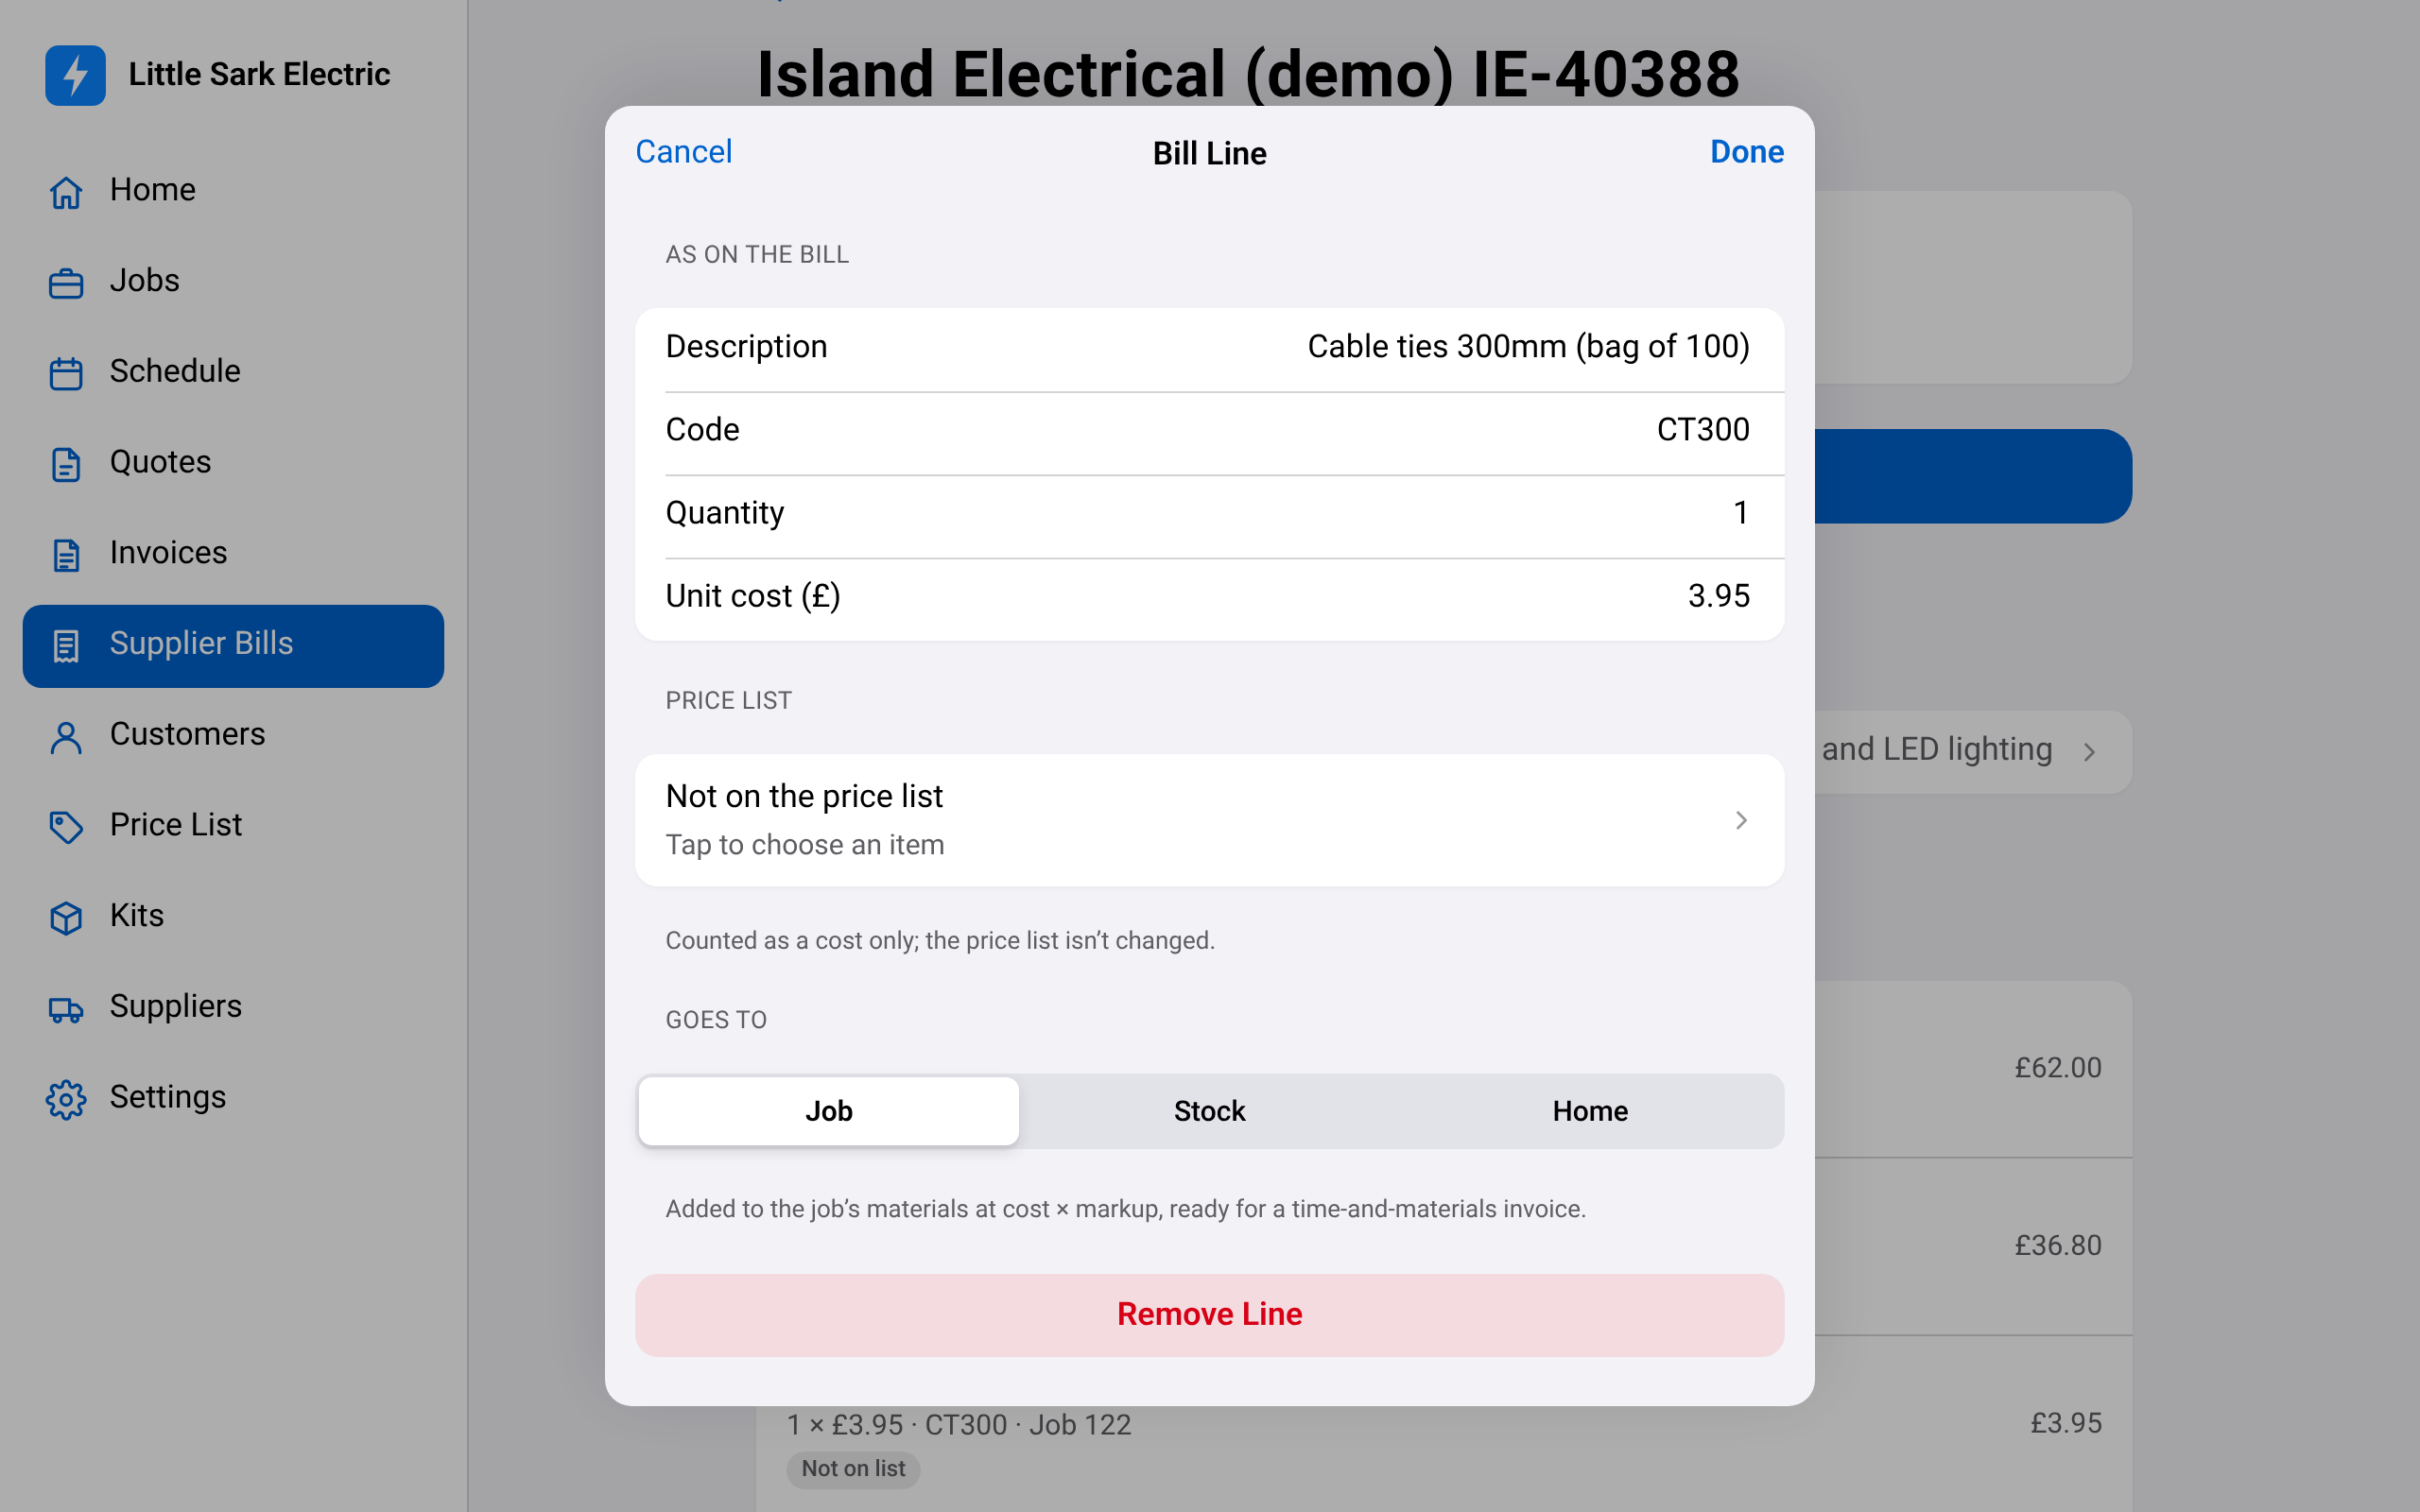 Little Sark Electric
Home
Jobs
Schedule
Quotes
Invoices
Supplier Bills
Customers
Price List
Kits
Suppliers
Settings
Island Electrical (demo) IE-40388
Cancel
Bill Line
Done
AS ON THE BILL
Description Cable ties 300mm (bag of 100)
Code CT300
Quantity 1
Unit cost (£) 3.95
PRICE LIST
Not on the price list
Tap to choose an item
Counted as a cost only; the price list isn’t changed.
GOES TO
Job Stock Home
Added to the job’s materials at cost × markup, ready for a time-and-materials invoice.
Remove Line
and LED lighting
£62.00
£36.80
1 × £3.95 · CT300 · Job 122
£3.95
Not on list